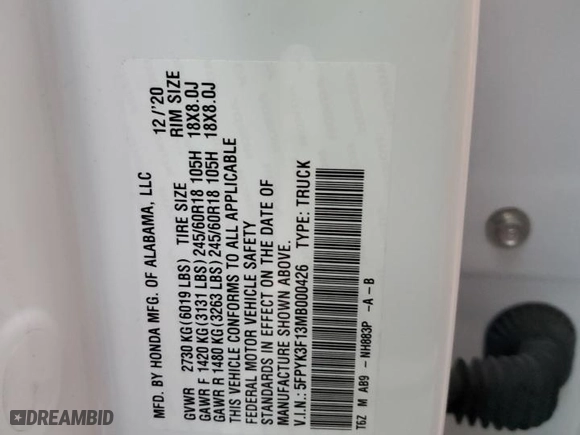 MFD. BY HONDA MFG. OF ALABAMA, LLC 12/'20
GVWR 2730 KG (6019 LBS) TIRE SIZE RIM SIZE
GAWR F 1420 KG (3131 LBS) 245/60R18 105H 18X8.0J
GAWR R 1480 KG (3263 LBS) 245/60R18 105H 18X8.0J
THIS VEHICLE CONFORMS TO ALL APPLICABLE
FEDERAL MOTOR VEHICLE SAFETY
STANDARDS IN EFFECT ON THE DATE OF
MANUFACTURE SHOWN ABOVE.
V.I.N.: 5FPYK3F13MB000426 TYPE: TRUCK
T6Z M A89 - NH883P -A-B
DREAMBID